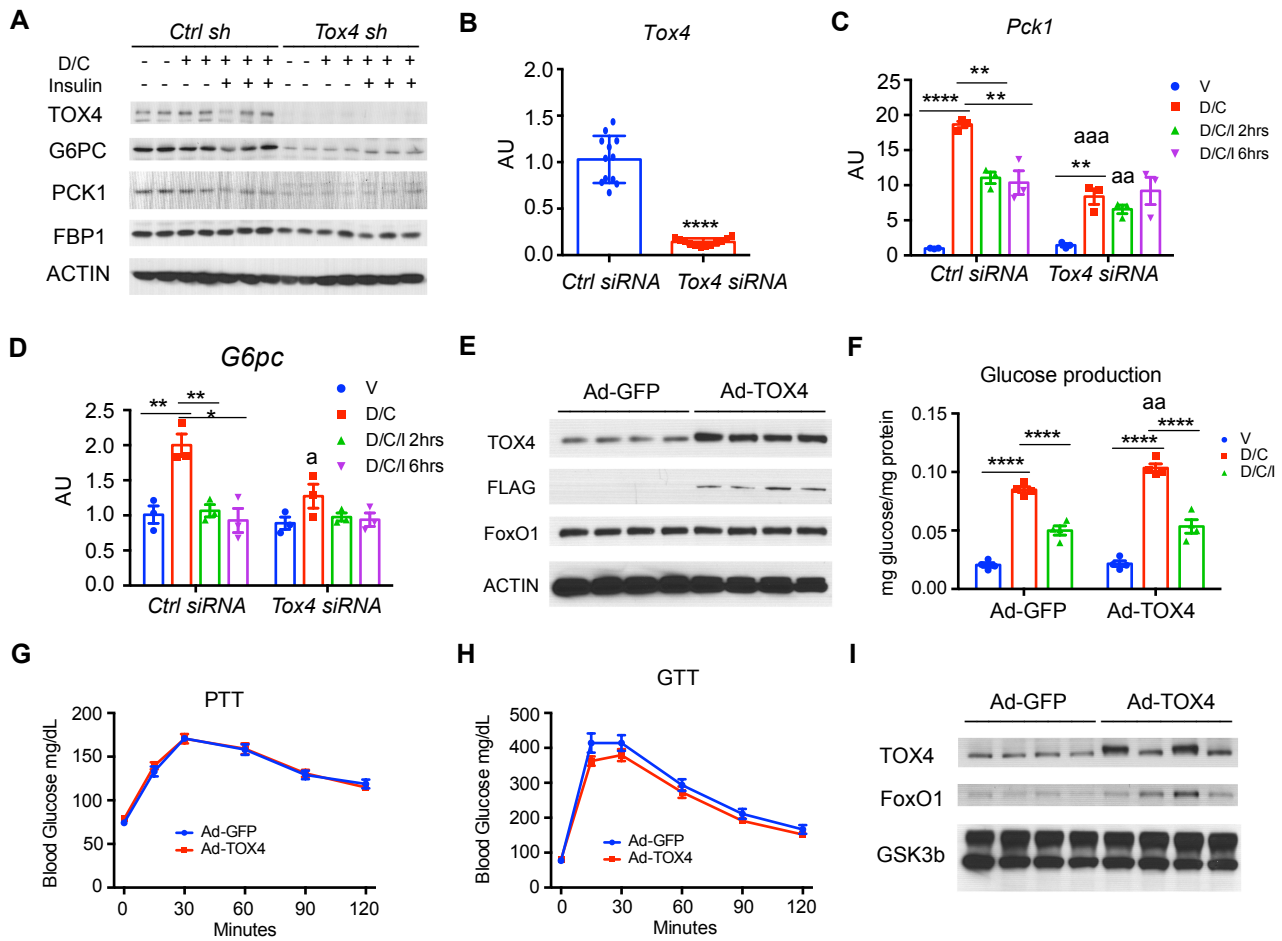 A
Ctrl sh Tox4 sh
D/C - - + + + + + - - + + + + +
Insulin - - - - + + + - - - - + + +
TOX4
G6PC
PCK1
FBP1
ACTIN
B
Tox4
AU
2.0
1.5
1.0
0.5
0.0
****
Ctrl siRNA Tox4 siRNA
C
Pck1
AU
25
20
15
10
5
0
**
**** **
aaa
** aa
V
D/C
D/C/I 2hrs
D/C/I 6hrs
Ctrl siRNA Tox4 siRNA
D
G6pc
AU
2.5
2.0
1.5
1.0
0.5
0.0
** **
*
a
V
D/C
D/C/I 2hrs
D/C/I 6hrs
Ctrl siRNA Tox4 siRNA
E
Ad-GFP Ad-TOX4
TOX4
FLAG
FoxO1
ACTIN
F
Glucose production
mg glucose/mg protein
0.15
0.10
0.05
0.00
aa
**** ****
**** ****
V
D/C
D/C/I
Ad-GFP Ad-TOX4
G
PTT
Blood Glucose mg/dL
200
150
100
50
0
Ad-GFP
Ad-TOX4
0 30 60 90 120
Minutes
H
GTT
Blood Glucose mg/dL
500
400
300
200
100
0
Ad-GFP
Ad-TOX4
0 30 60 90 120
Minutes
I
Ad-GFP Ad-TOX4
TOX4
FoxO1
GSK3b